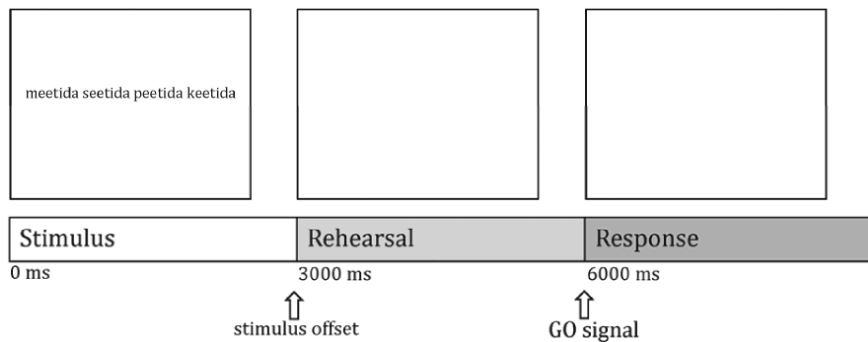 meetida seetida peetida keetida
Stimulus Rehearsal Response
0 ms 3000 ms 6000 ms
stimulus offset GO signal